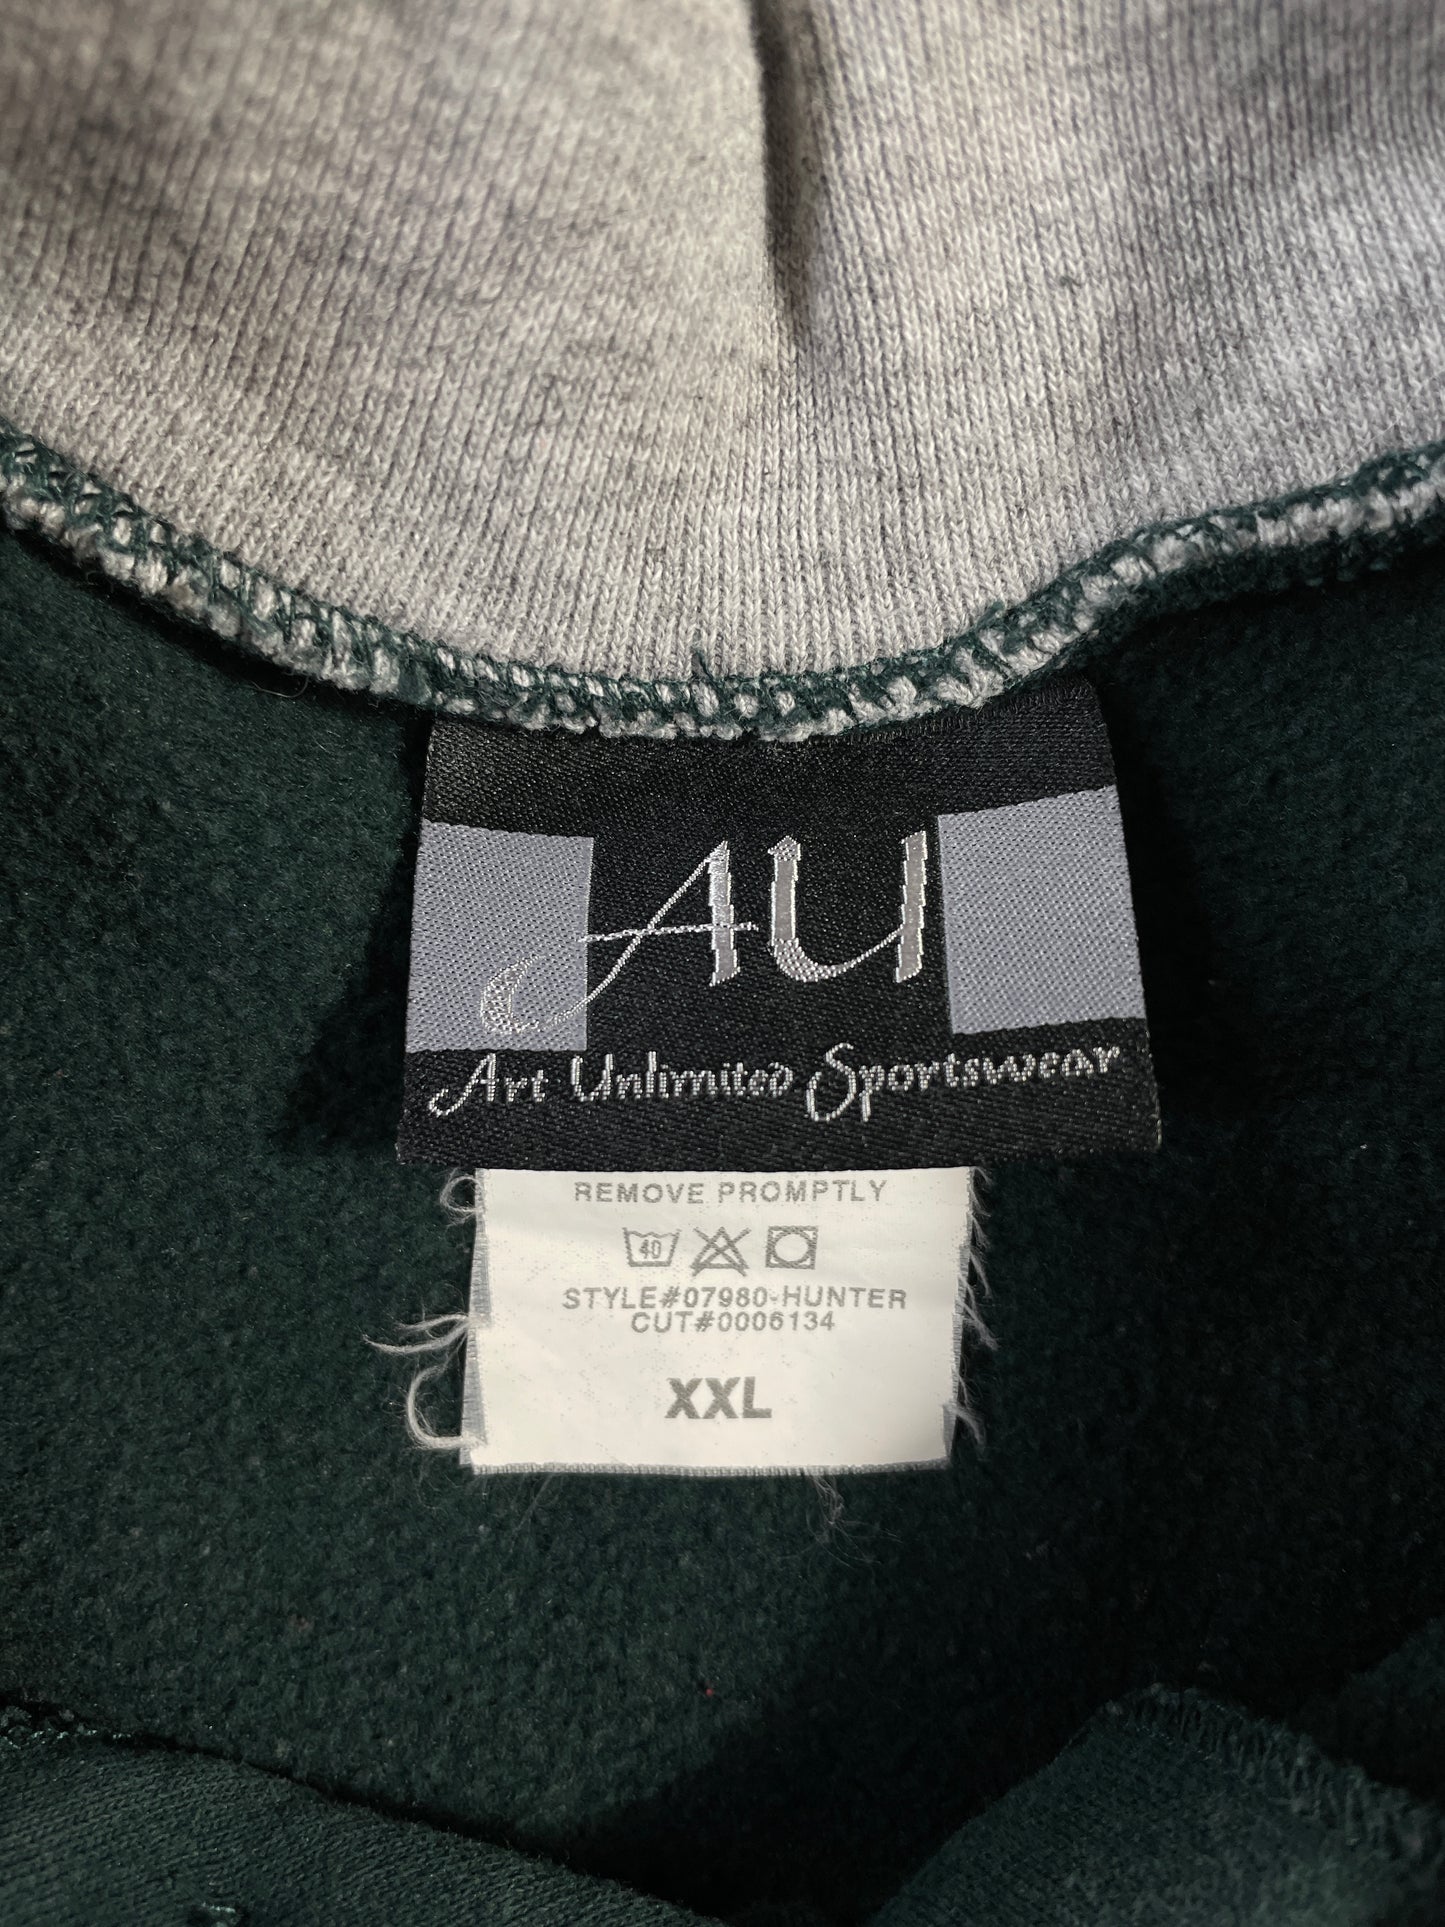 AU
Art Unlimited Sportswear
REMOVE PROMPTLY
40
STYLE#07980-HUNTER
CUT#0006134
XXL